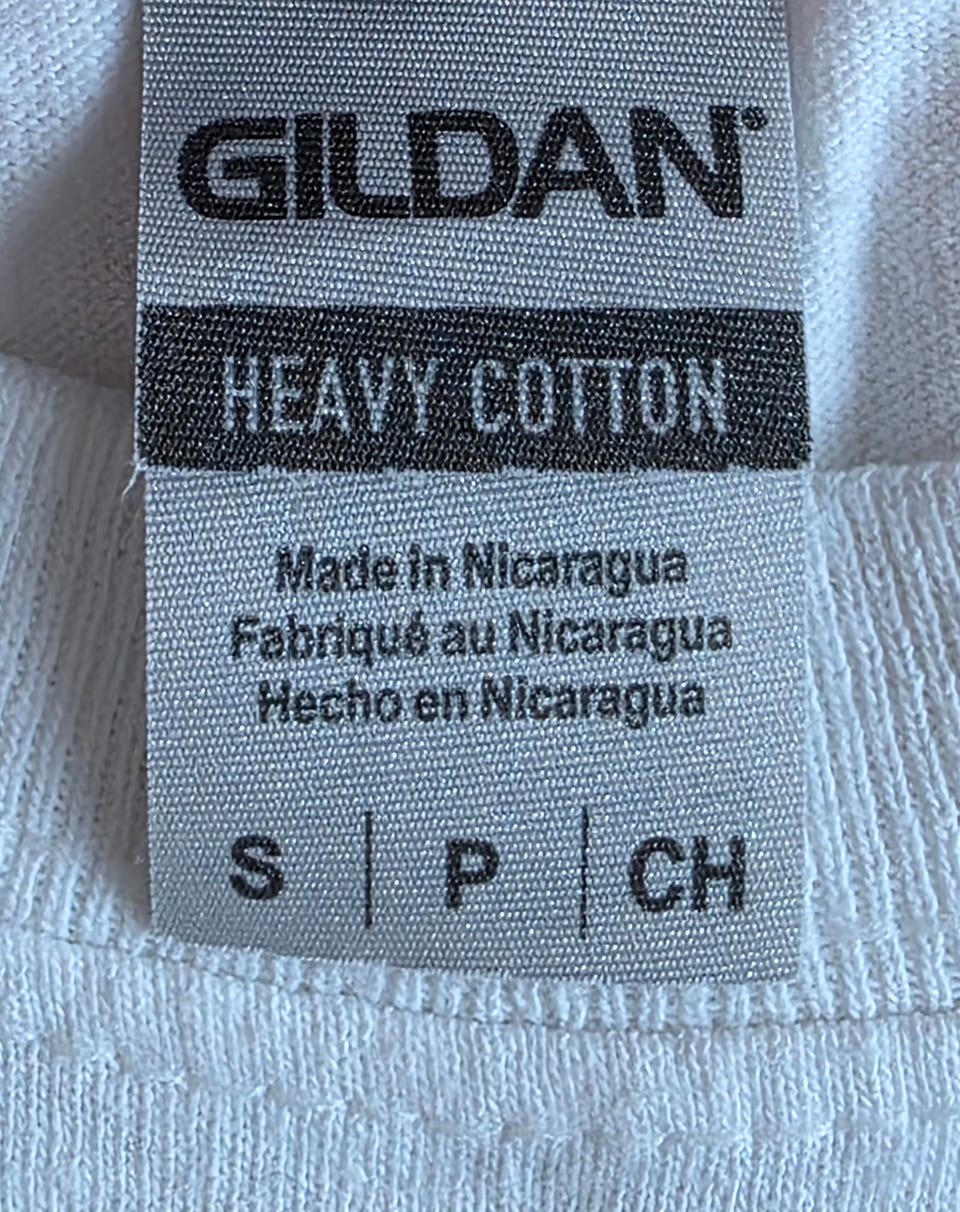 GILDAN®
HEAVY COTTON
Made in Nicaragua
Fabriqué au Nicaragua
Hecho en Nicaragua
S | P | CH